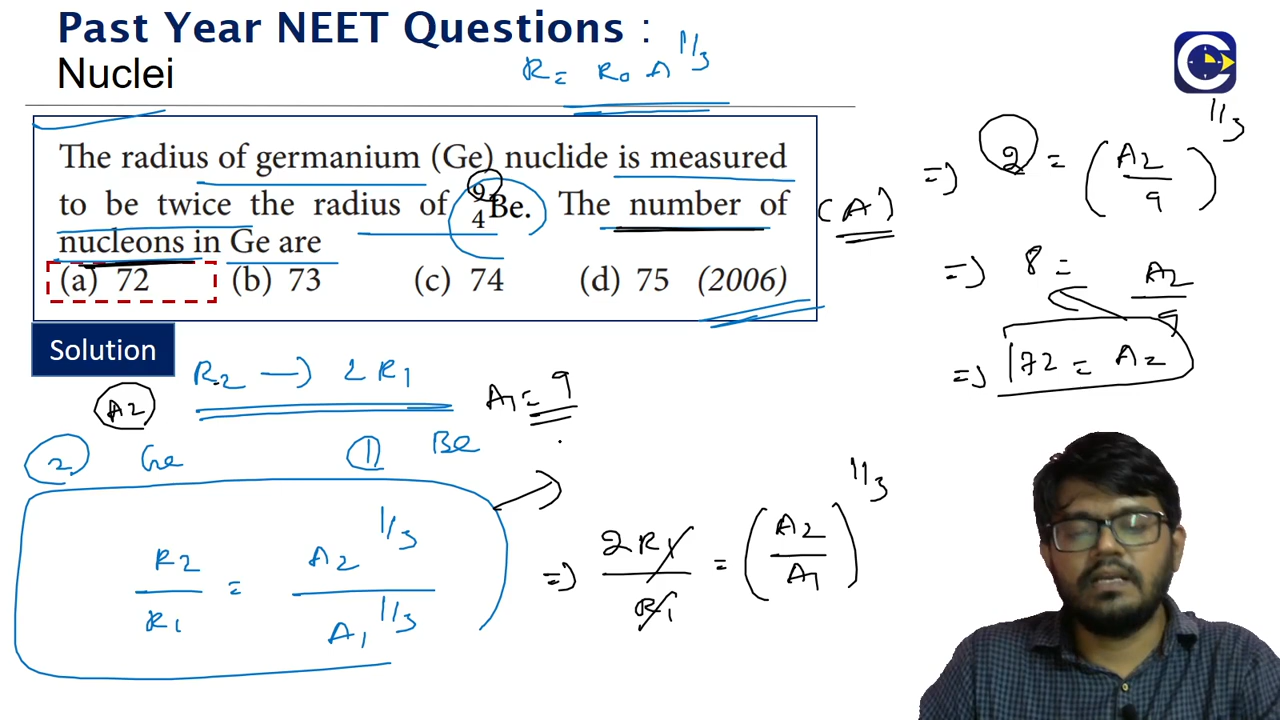 Past Year NEET Questions :
Nuclei
R = R₀ A^1/3
The radius of germanium (Ge) nuclide is measured
to be twice the radius of ⁹₄Be. The number of
nucleons in Ge are
(a) 72 (b) 73 (c) 74 (d) 75 (2006)
(A)
Solution
R2 → 2 R1
A2
A1 = 9
2 Ge 1 Be
R2/R1 = A2^1/3 / A1^1/3
⇒ 2R1/R1 = (A2/A1)^1/3
⇒ 2 = (A2/9)^1/3
⇒ 8 = A2/9
⇒ 72 = A2